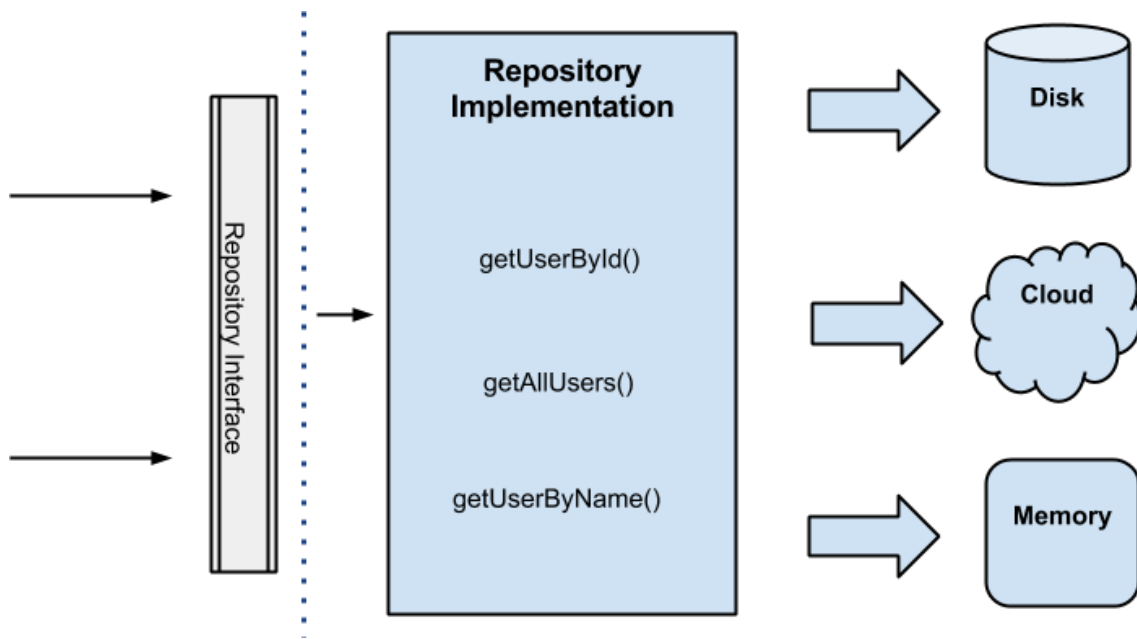 Repository Interface
Repository
Implementation
getUserById()
getAllUsers()
getUserByName()
Disk
Cloud
Memory